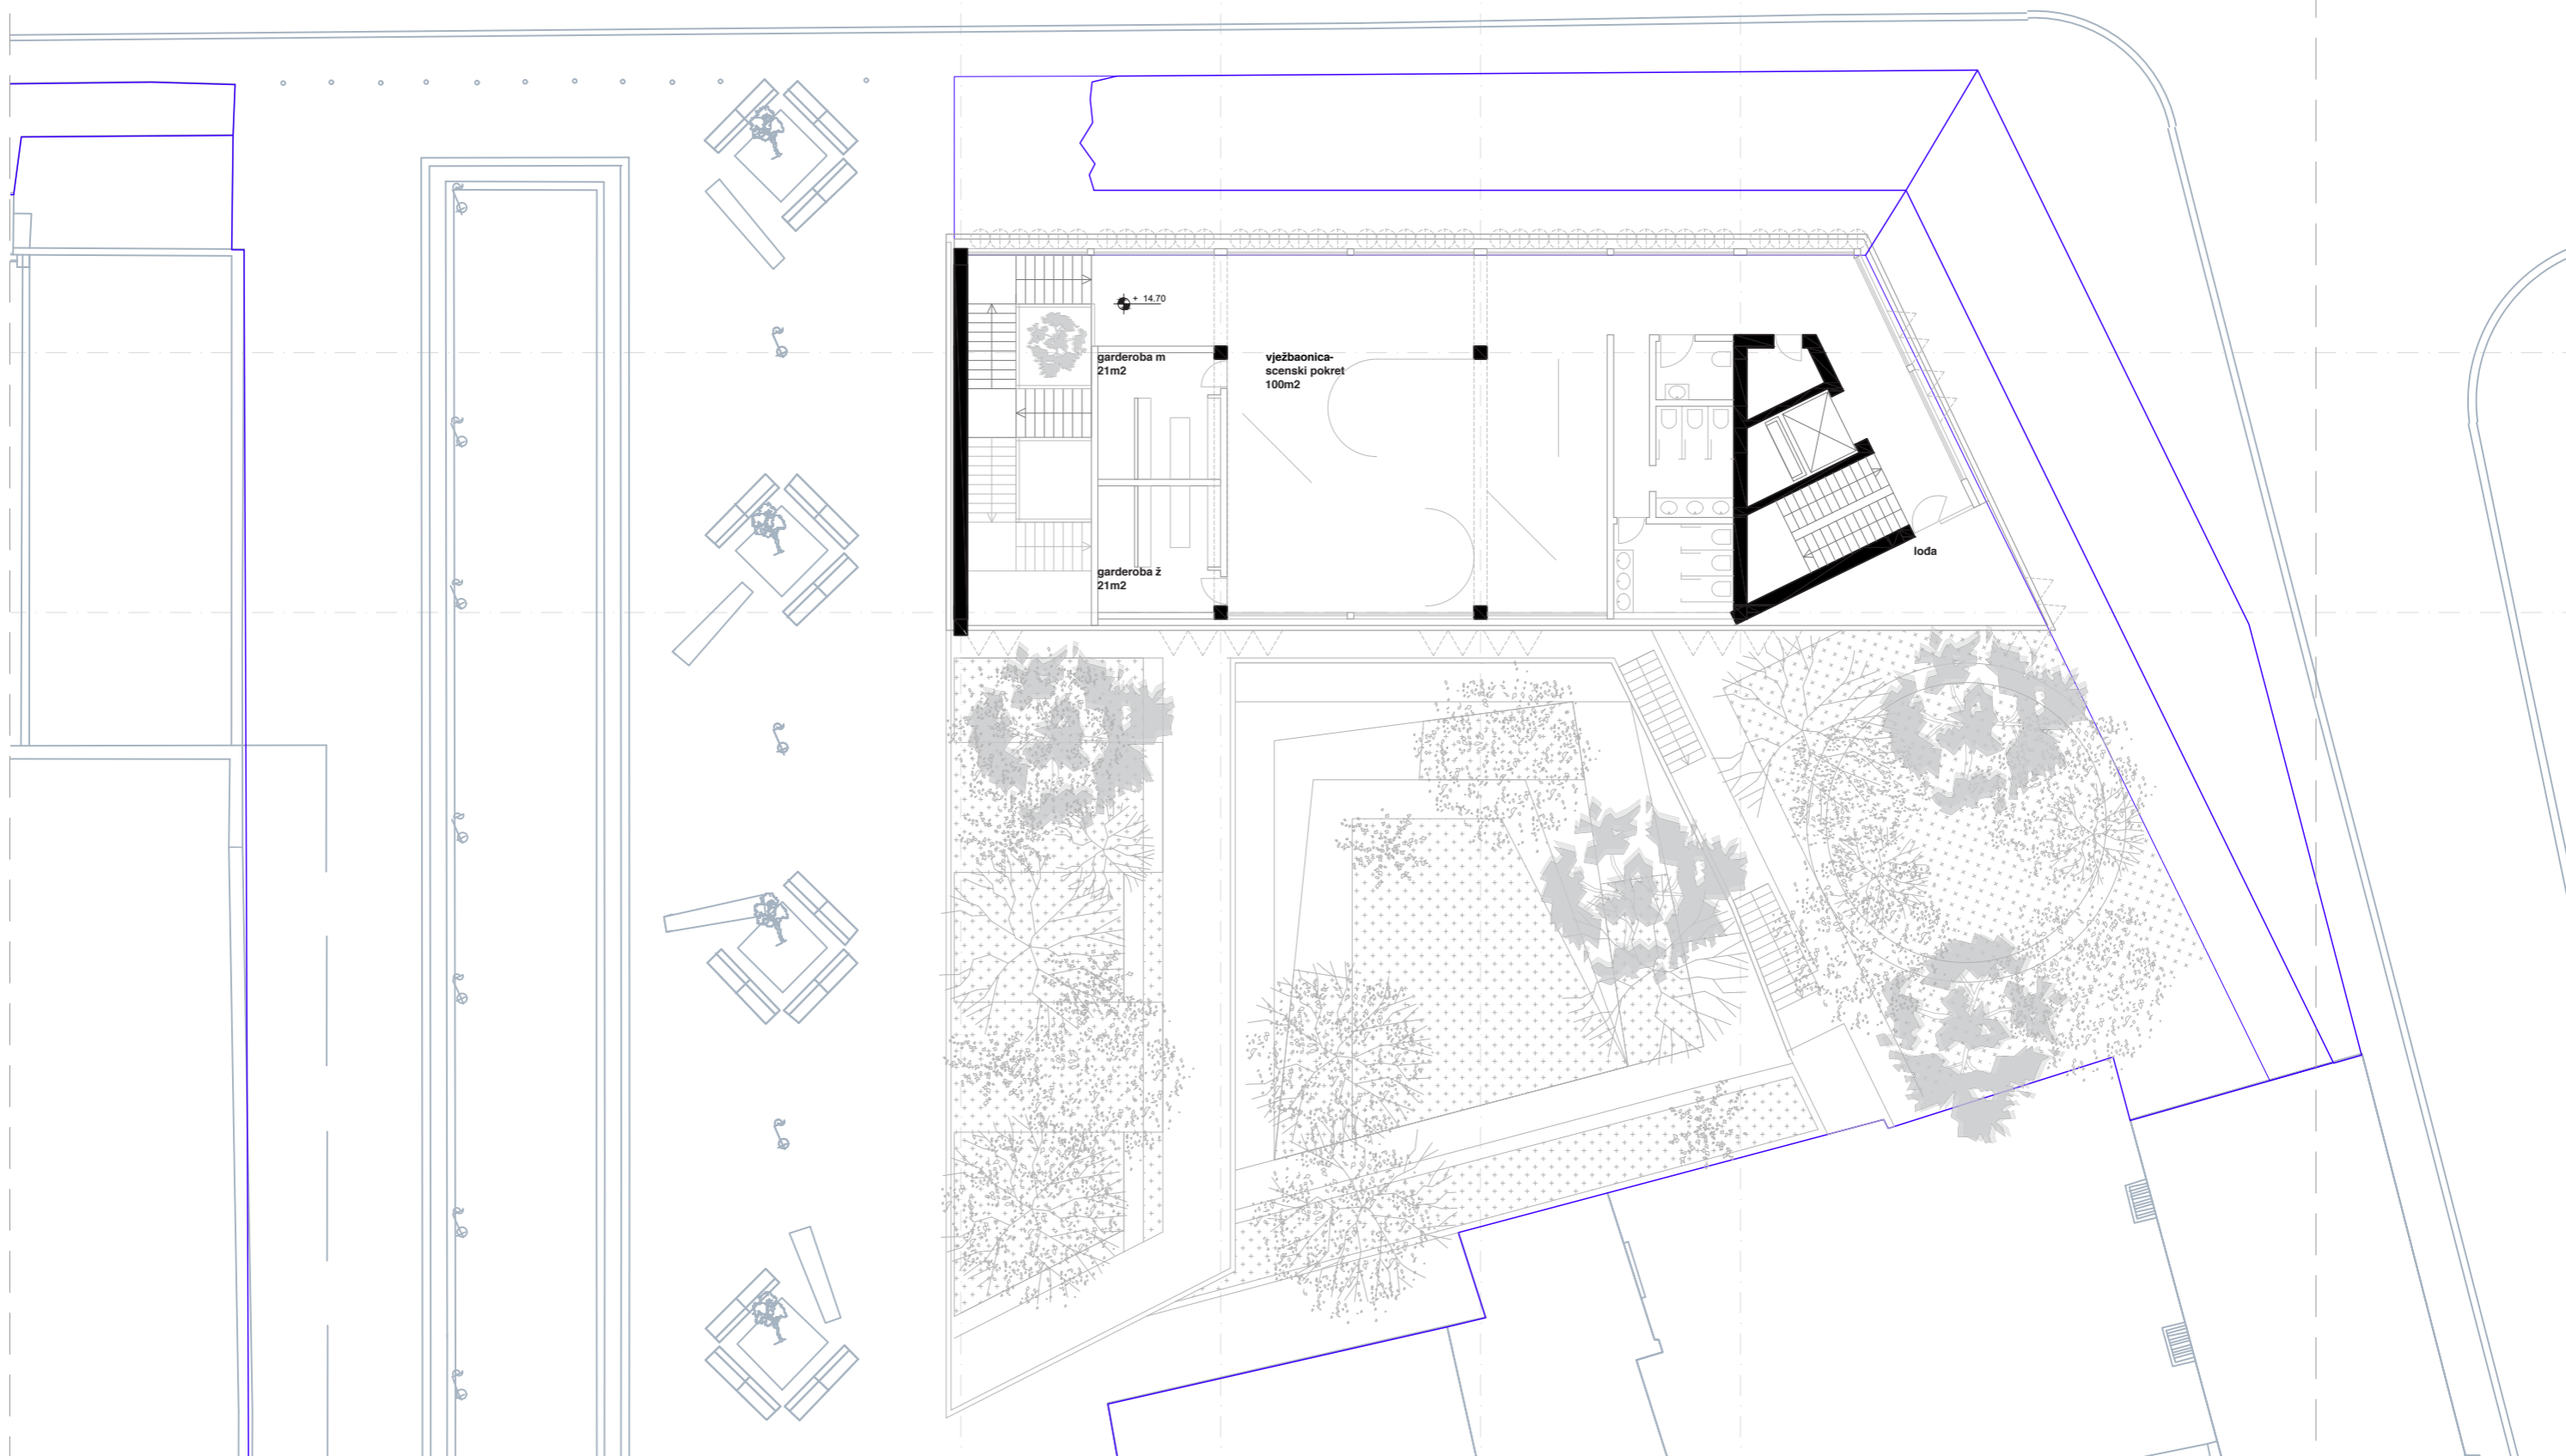 + 14.70
garderoba m
21m2
vježbaonica-
scenski pokret
100m2
garderoba ž
21m2
lođa